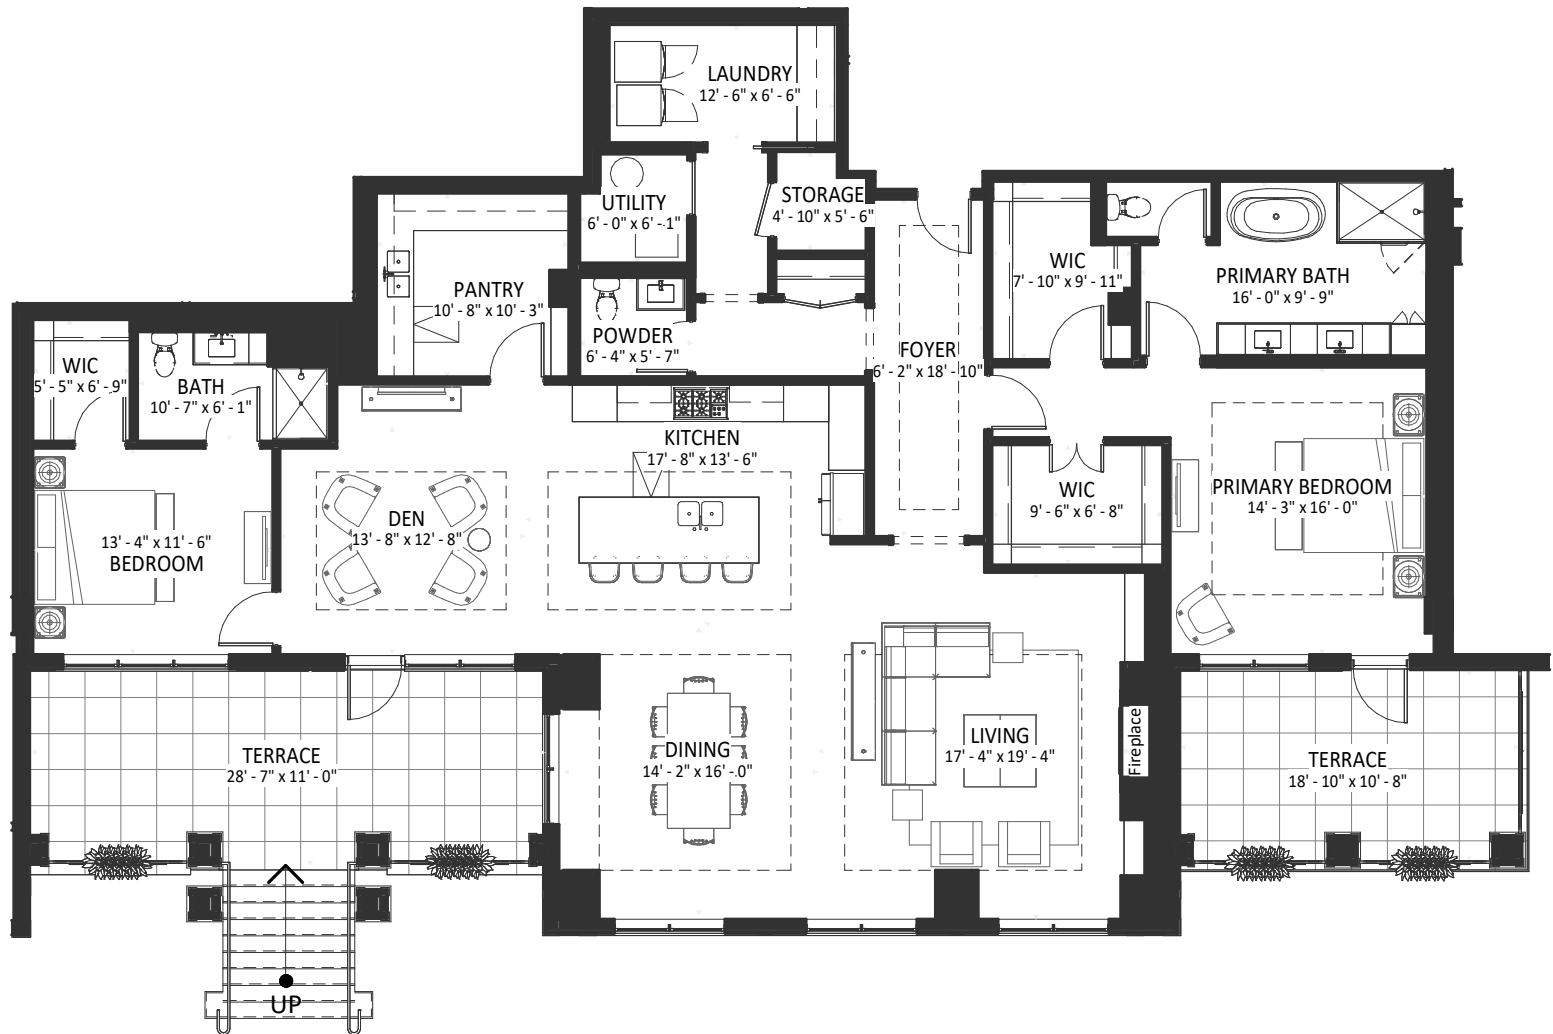 LAUNDRY
12' - 6" x 6' - 6"
UTILITY
6' - 0" x 6' - 1"
STORAGE
4' - 10" x 5' - 6"
PANTRY
10' - 8" x 10' - 3"
POWDER
6' - 4" x 5' - 7"
FOYER
6' - 2" x 18' - 10"
WIC
7' - 10" x 9' - 11"
PRIMARY BATH
16' - 0" x 9' - 9"
WIC
5' - 5" x 6' - 9"
BATH
10' - 7" x 6' - 1"
KITCHEN
17' - 8" x 13' - 6"
DEN
13' - 8" x 12' - 8"
WIC
9' - 6" x 6' - 8"
PRIMARY BEDROOM
14' - 3" x 16' - 0"
13' - 4" x 11' - 6"
BEDROOM
TERRACE
28' - 7" x 11' - 0"
DINING
14' - 2" x 16' - 0"
LIVING
17' - 4" x 19' - 4"
Fireplace
TERRACE
18' - 10" x 10' - 8"
UP